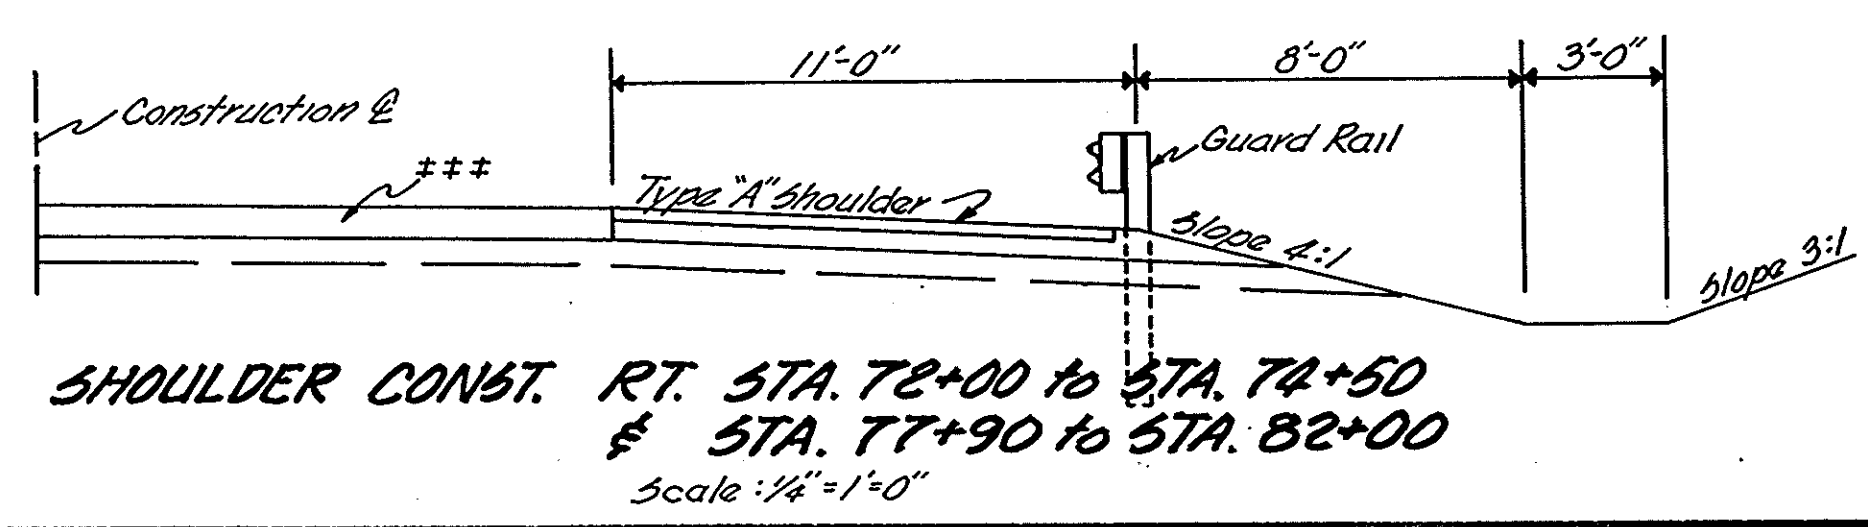 11'-0"
8'-0"
3'-0"
Construction ℄
Guard Rail
‡‡‡
Type "A" Shoulder
Slope 4:1
Slope 3:1
SHOULDER CONST. RT. STA. 72+00 to STA. 74+50
& STA. 77+90 to STA. 82+00
Scale: 1/4"=1'=0"